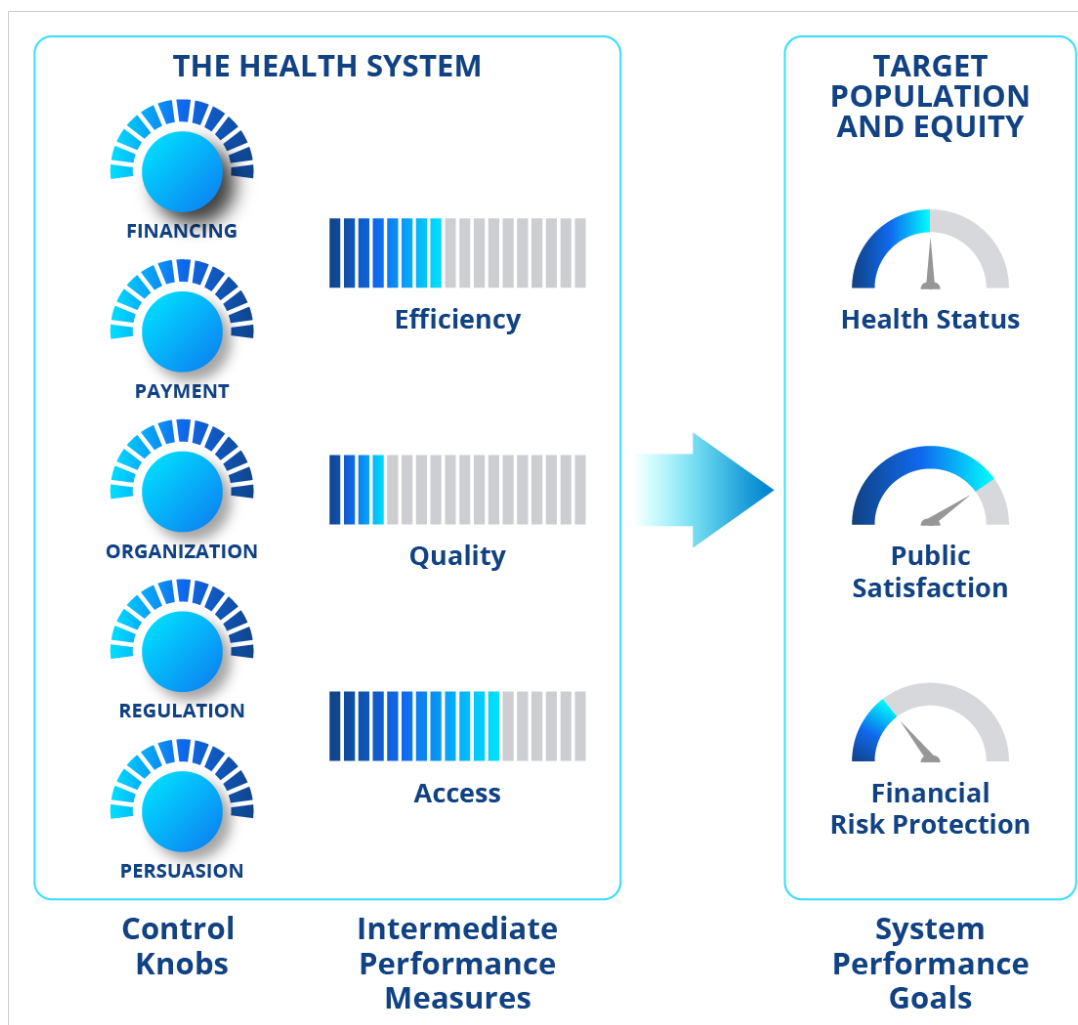 THE HEALTH SYSTEM
FINANCING
PAYMENT
ORGANIZATION
REGULATION
PERSUASION
Efficiency
Quality
Access
TARGET
POPULATION
AND EQUITY
Health Status
Public
Satisfaction
Financial
Risk Protection
Control
Knobs
Intermediate
Performance
Measures
System
Performance
Goals